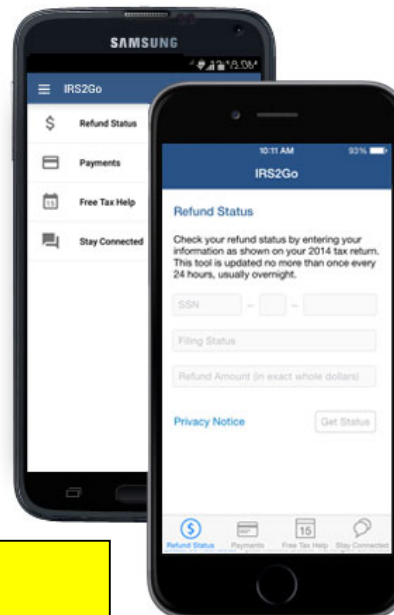 SAMSUNG
IRS2Go
Refund Status
Payments
15
Free Tax Help
Stay Connected
10:11 AM 93%
IRS2Go
Refund Status
Check your refund status by entering your
information as shown on your 2014 tax return.
This tool is updated no more than once every
24 hours, usually overnight.
SSN – –
Filing Status
Refund Amount (in exact whole dollars)
Privacy Notice Get Status
15
Refund Status Payments Free Tax Help Stay Connected